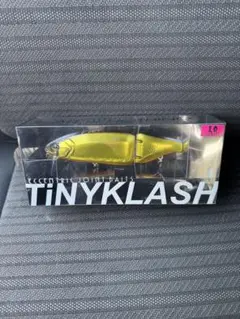 LO
ECCENTRIC JOINT BAITS
TiNYKLASH